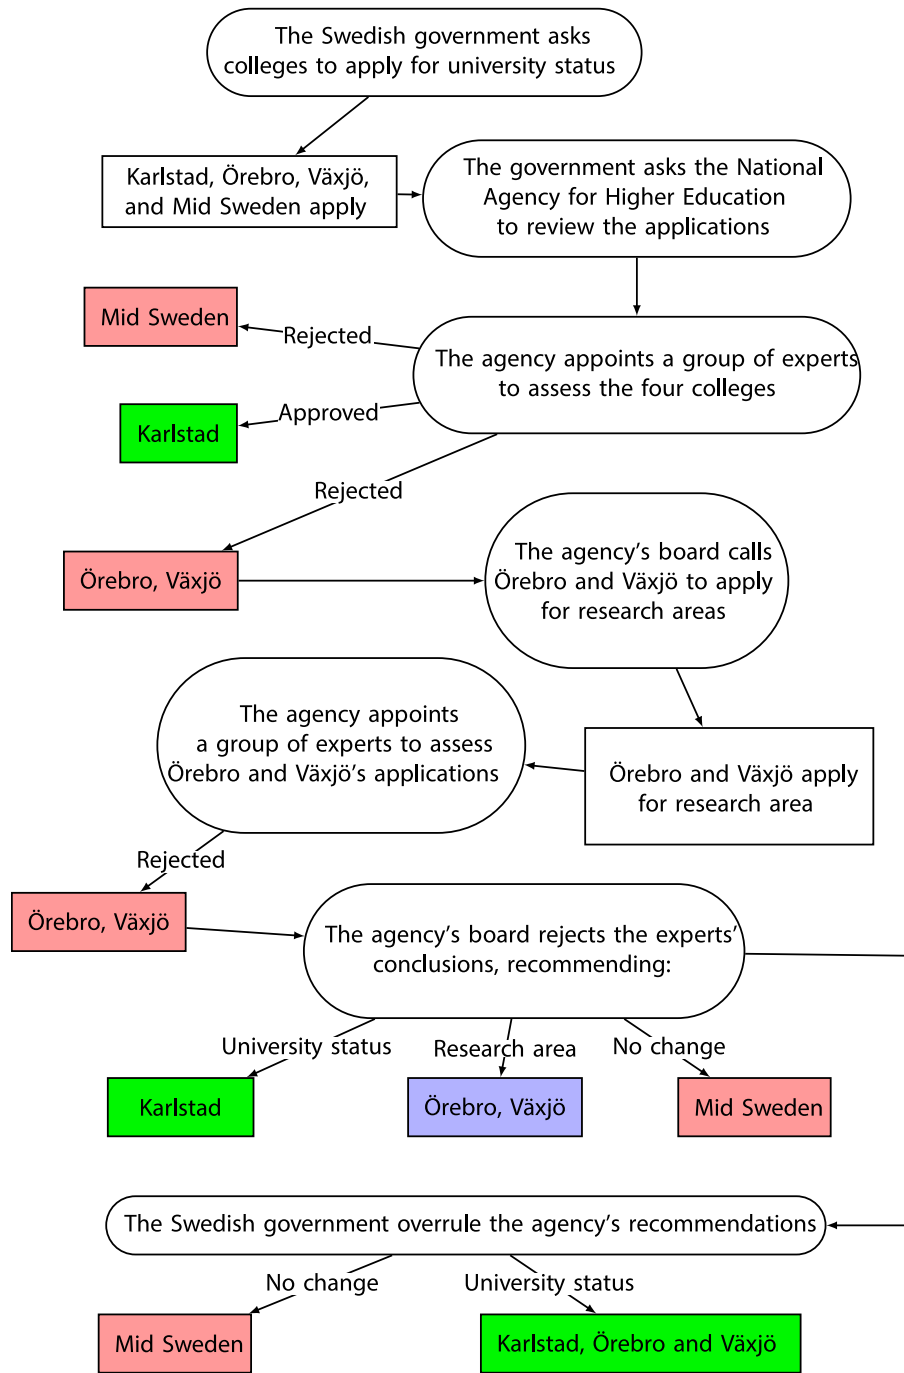 The Swedish government asks
colleges to apply for university status
Karlstad, Örebro, Växjö,
and Mid Sweden apply
The government asks the National
Agency for Higher Education
to review the applications
Mid Sweden
Rejected
The agency appoints a group of experts
to assess the four colleges
Approved
Karlstad
Rejected
Örebro, Växjö
The agency's board calls
Örebro and Växjö to apply
for research areas
The agency appoints
a group of experts to assess
Örebro and Växjö's applications
Örebro and Växjö apply
for research area
Rejected
Örebro, Växjö
The agency's board rejects the experts'
conclusions, recommending:
University status
Research area
No change
Karlstad
Örebro, Växjö
Mid Sweden
The Swedish government overrule the agency's recommendations
No change
University status
Mid Sweden
Karlstad, Örebro and Växjö